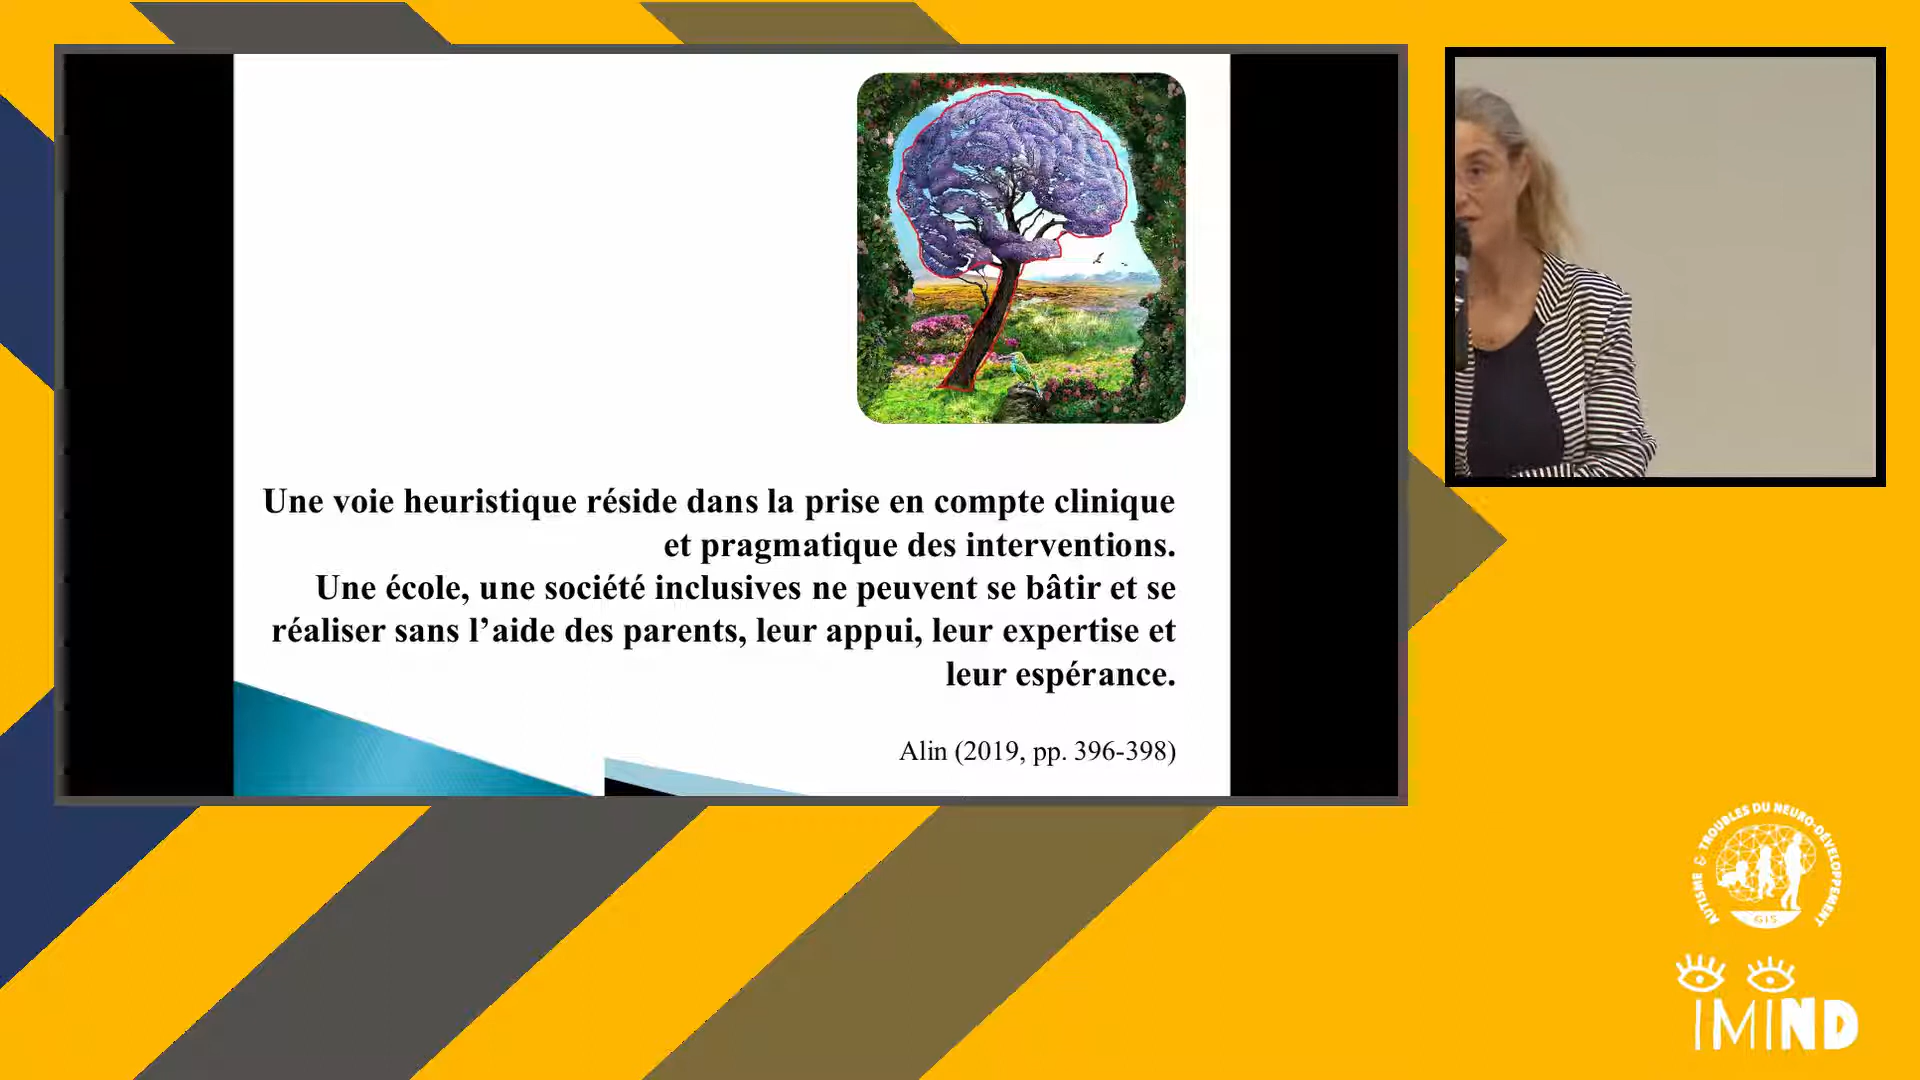 Une voie heuristique réside dans la prise en compte clinique
et pragmatique des interventions.
Une école, une société inclusives ne peuvent se bâtir et se
réaliser sans l’aide des parents, leur appui, leur expertise et
leur espérance.
Alin (2019, pp. 396-398)
AUTISME & TROUBLES DU NEURO-DÉVELOPPEMENT
GIS
iMIND